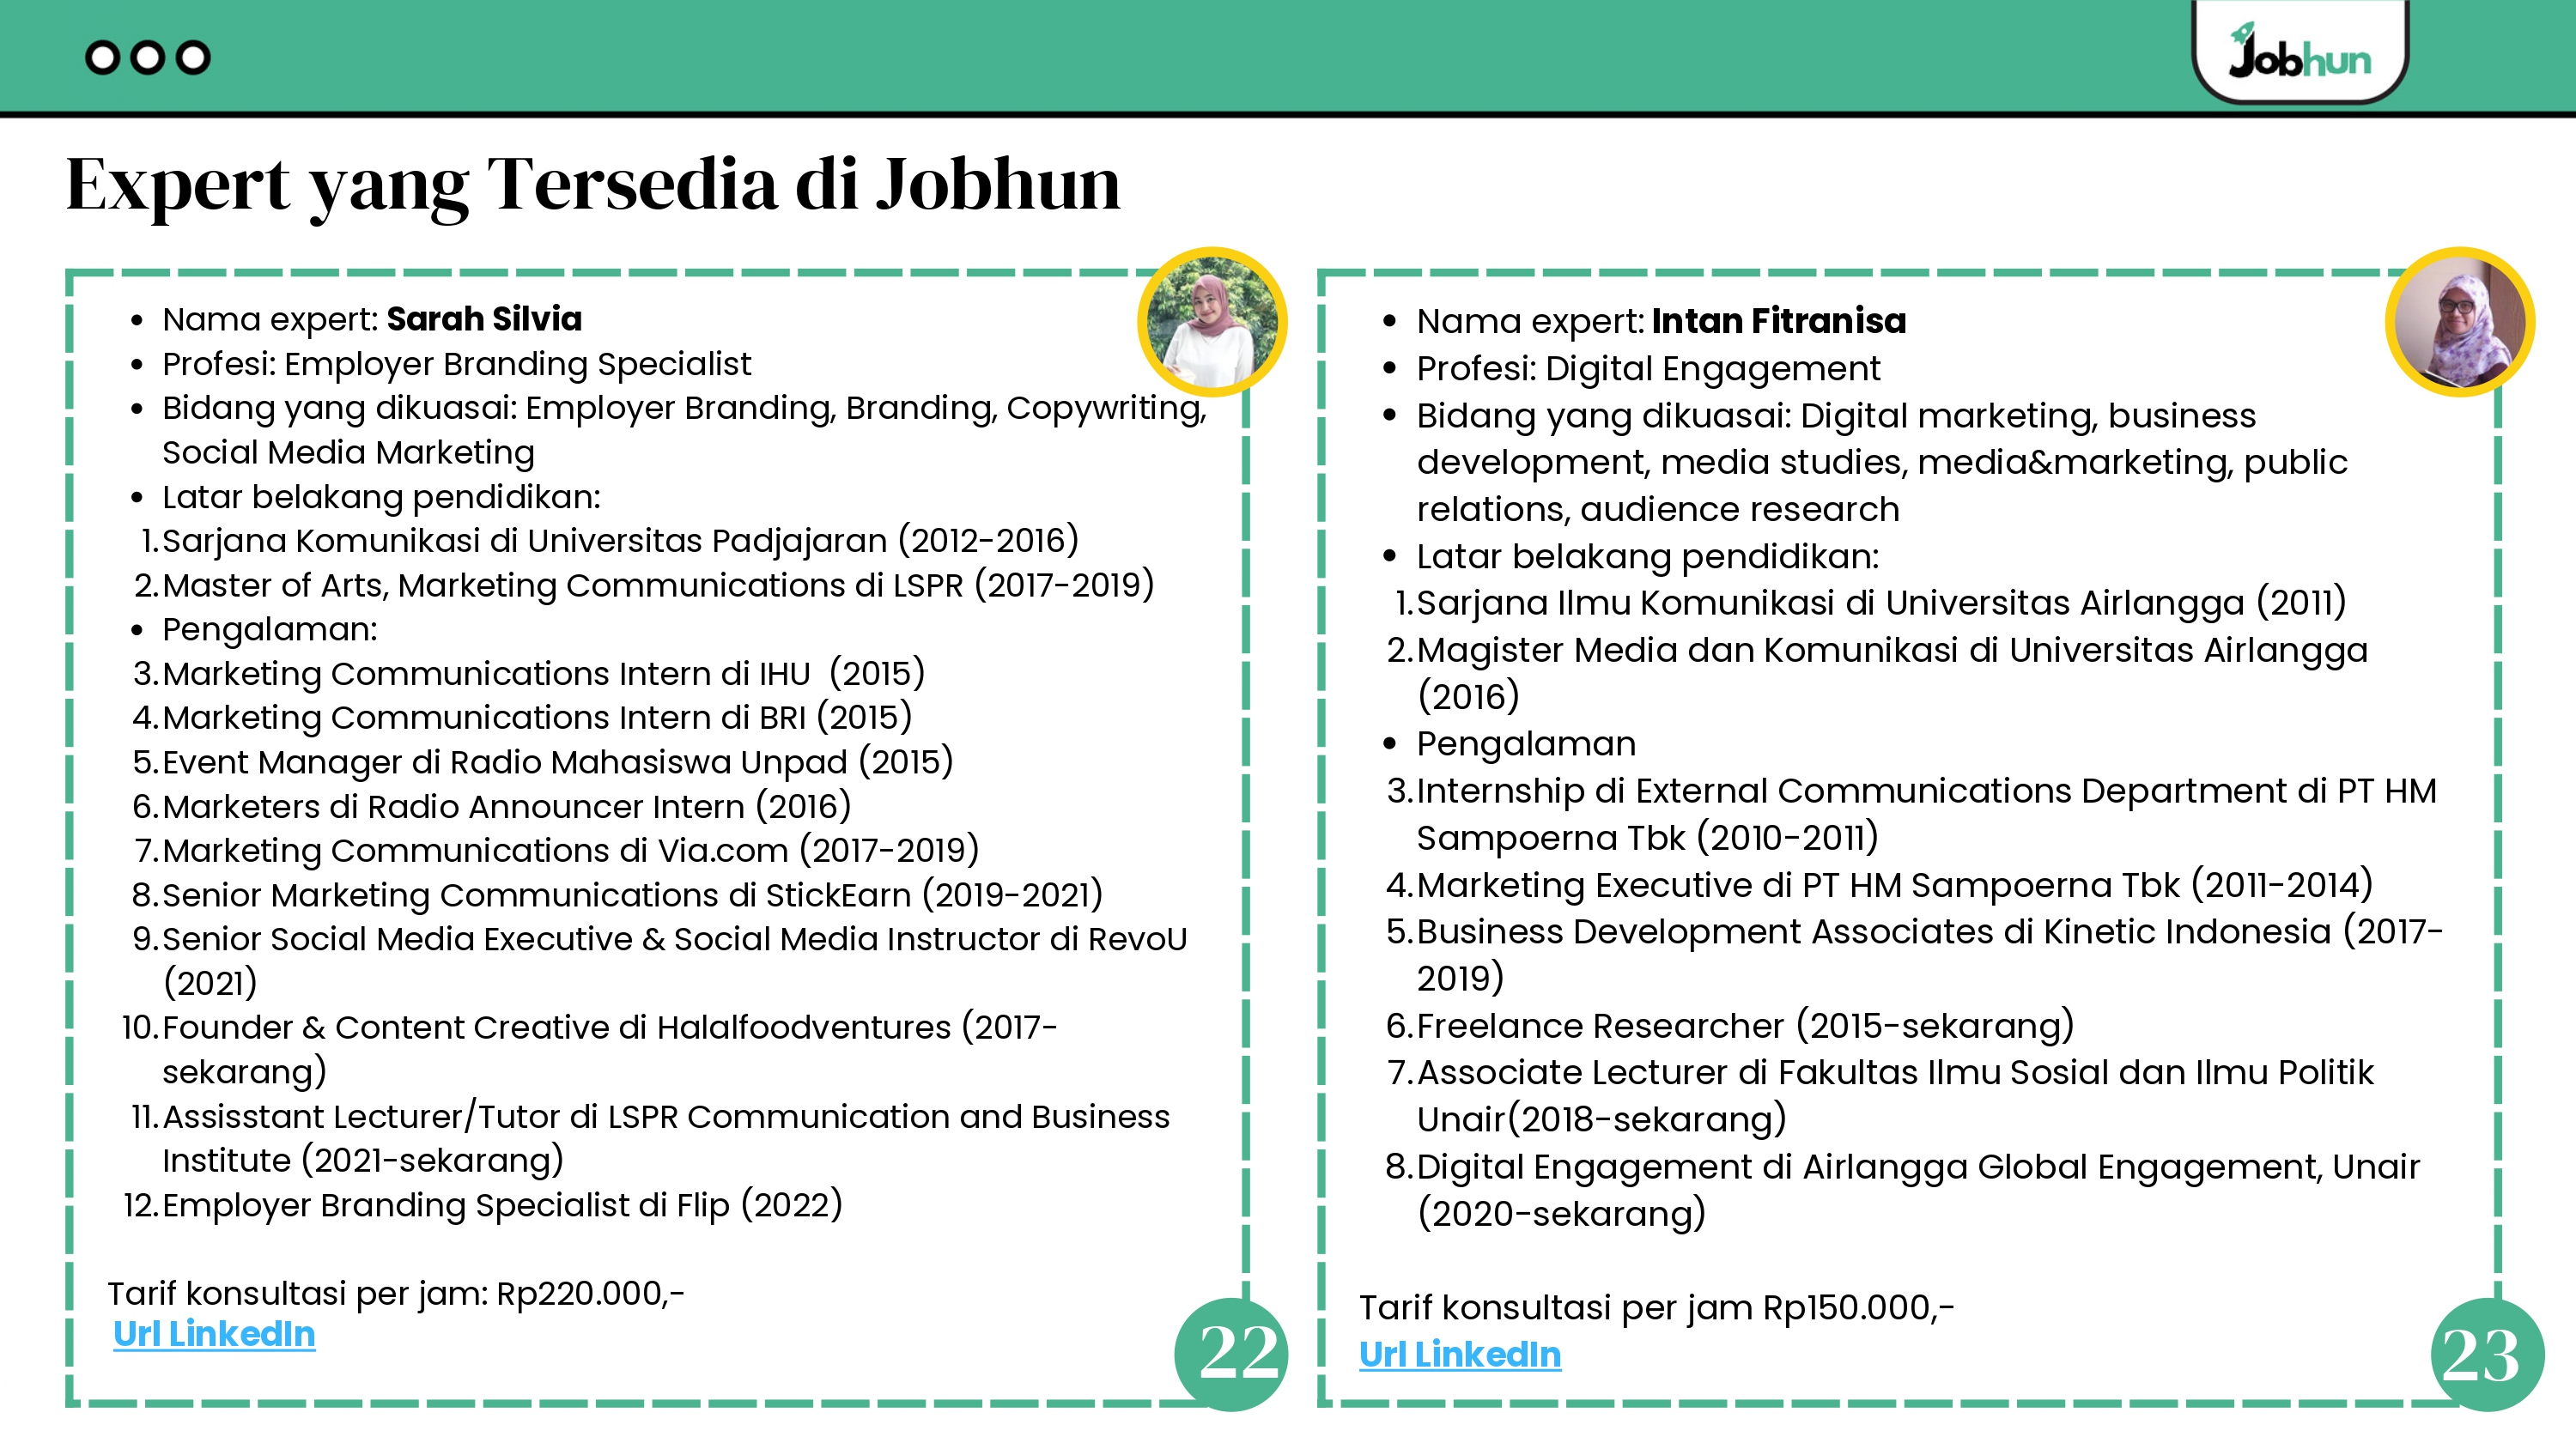 Jobhun
Expert yang Tersedia di Jobhun
• Nama expert: Sarah Silvia
• Profesi: Employer Branding Specialist
• Bidang yang dikuasai: Employer Branding, Branding, Copywriting,
Social Media Marketing
• Latar belakang pendidikan:
1. Sarjana Komunikasi di Universitas Padjajaran (2012-2016)
2. Master of Arts, Marketing Communications di LSPR (2017-2019)
• Pengalaman:
3. Marketing Communications Intern di IHU (2015)
4. Marketing Communications Intern di BRI (2015)
5. Event Manager di Radio Mahasiswa Unpad (2015)
6. Marketers di Radio Announcer Intern (2016)
7. Marketing Communications di Via.com (2017-2019)
8. Senior Marketing Communications di StickEarn (2019-2021)
9. Senior Social Media Executive & Social Media Instructor di RevoU
(2021)
10. Founder & Content Creative di Halalfoodventures (2017-
sekarang)
11. Assisstant Lecturer/Tutor di LSPR Communication and Business
Institute (2021-sekarang)
12. Employer Branding Specialist di Flip (2022)
Tarif konsultasi per jam: Rp220.000,-
Url LinkedIn
22
• Nama expert: Intan Fitranisa
• Profesi: Digital Engagement
• Bidang yang dikuasai: Digital marketing, business
development, media studies, media&marketing, public
relations, audience research
• Latar belakang pendidikan:
1. Sarjana Ilmu Komunikasi di Universitas Airlangga (2011)
2. Magister Media dan Komunikasi di Universitas Airlangga
(2016)
• Pengalaman
3. Internship di External Communications Department di PT HM
Sampoerna Tbk (2010-2011)
4. Marketing Executive di PT HM Sampoerna Tbk (2011-2014)
5. Business Development Associates di Kinetic Indonesia (2017-
2019)
6. Freelance Researcher (2015-sekarang)
7. Associate Lecturer di Fakultas Ilmu Sosial dan Ilmu Politik
Unair(2018-sekarang)
8. Digital Engagement di Airlangga Global Engagement, Unair
(2020-sekarang)
Tarif konsultasi per jam Rp150.000,-
Url LinkedIn
23